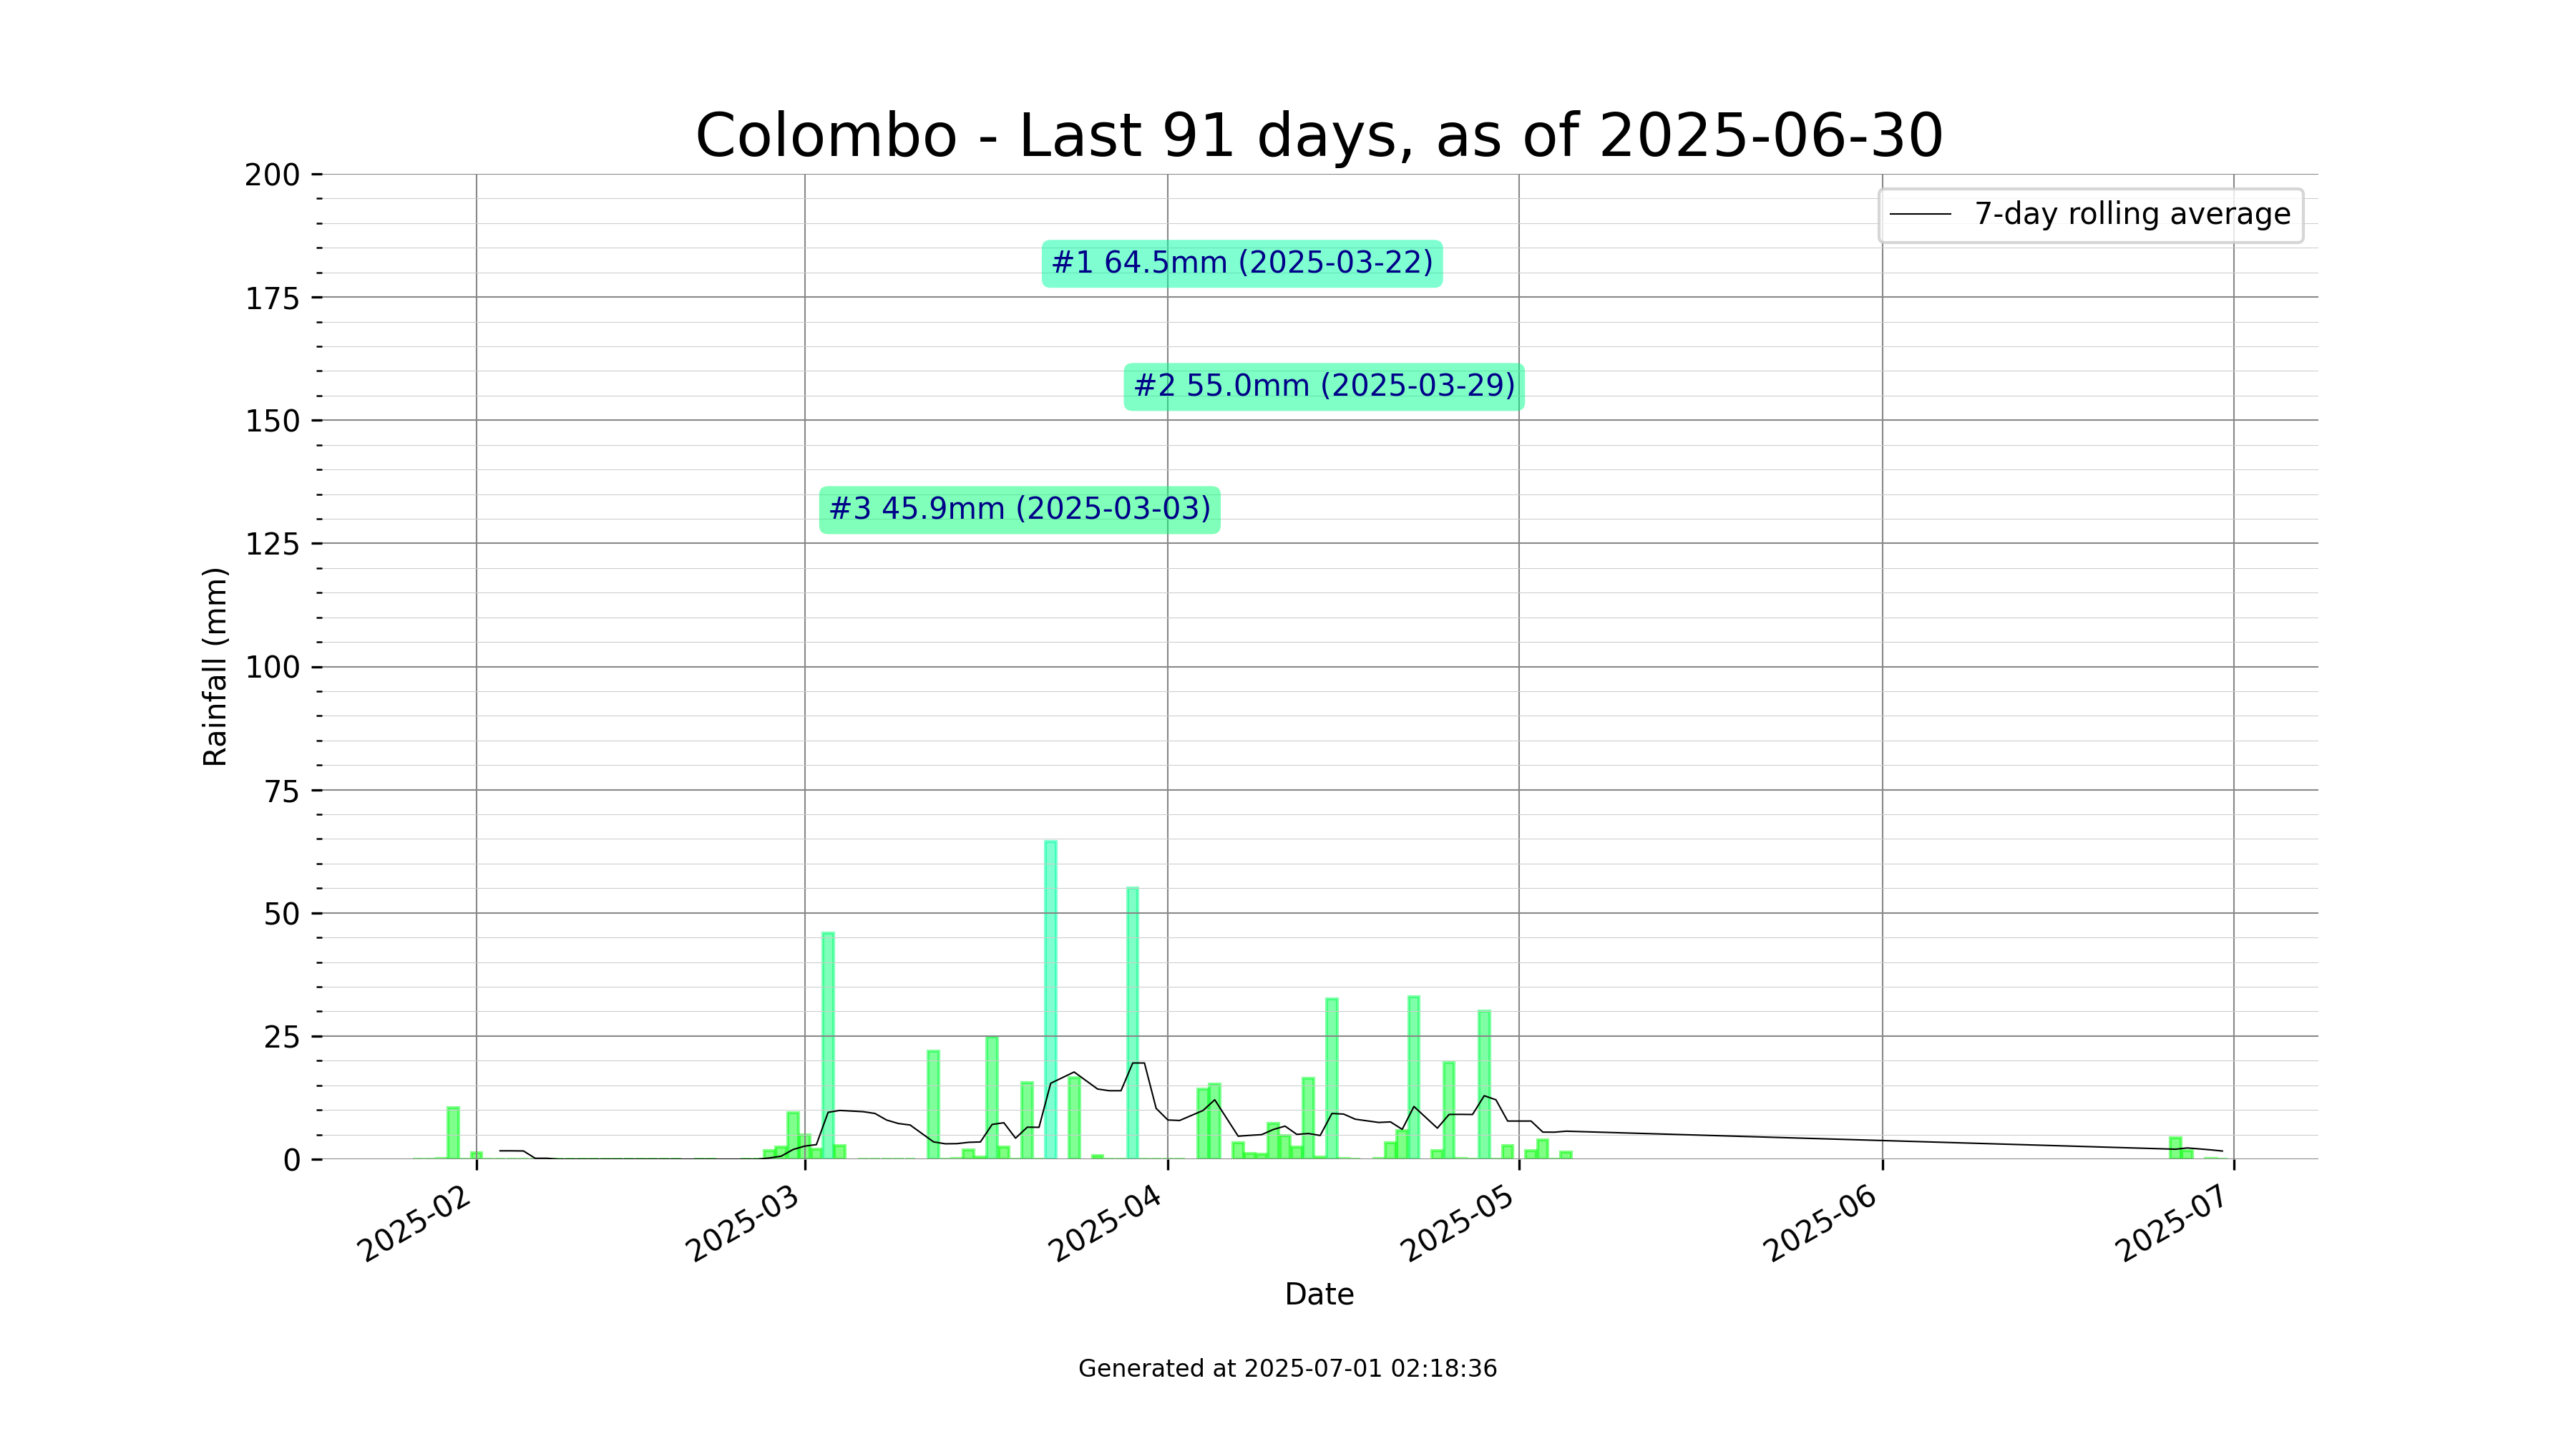 Colombo - Last 91 days, as of 2025-06-30
200
175
150
125
100
75
50
25
0
Rainfall (mm)
7-day rolling average
#1 64.5mm (2025-03-22)
#2 55.0mm (2025-03-29)
#3 45.9mm (2025-03-03)
2025-02
2025-03
2025-04
2025-05
2025-06
2025-07
Date
Generated at 2025-07-01 02:18:36